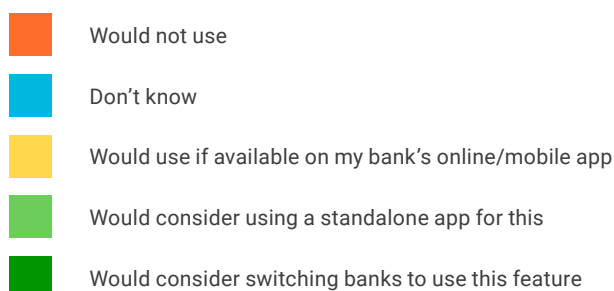 Would not use
Don’t know
Would use if available on my bank’s online/mobile app
Would consider using a standalone app for this
Would consider switching banks to use this feature